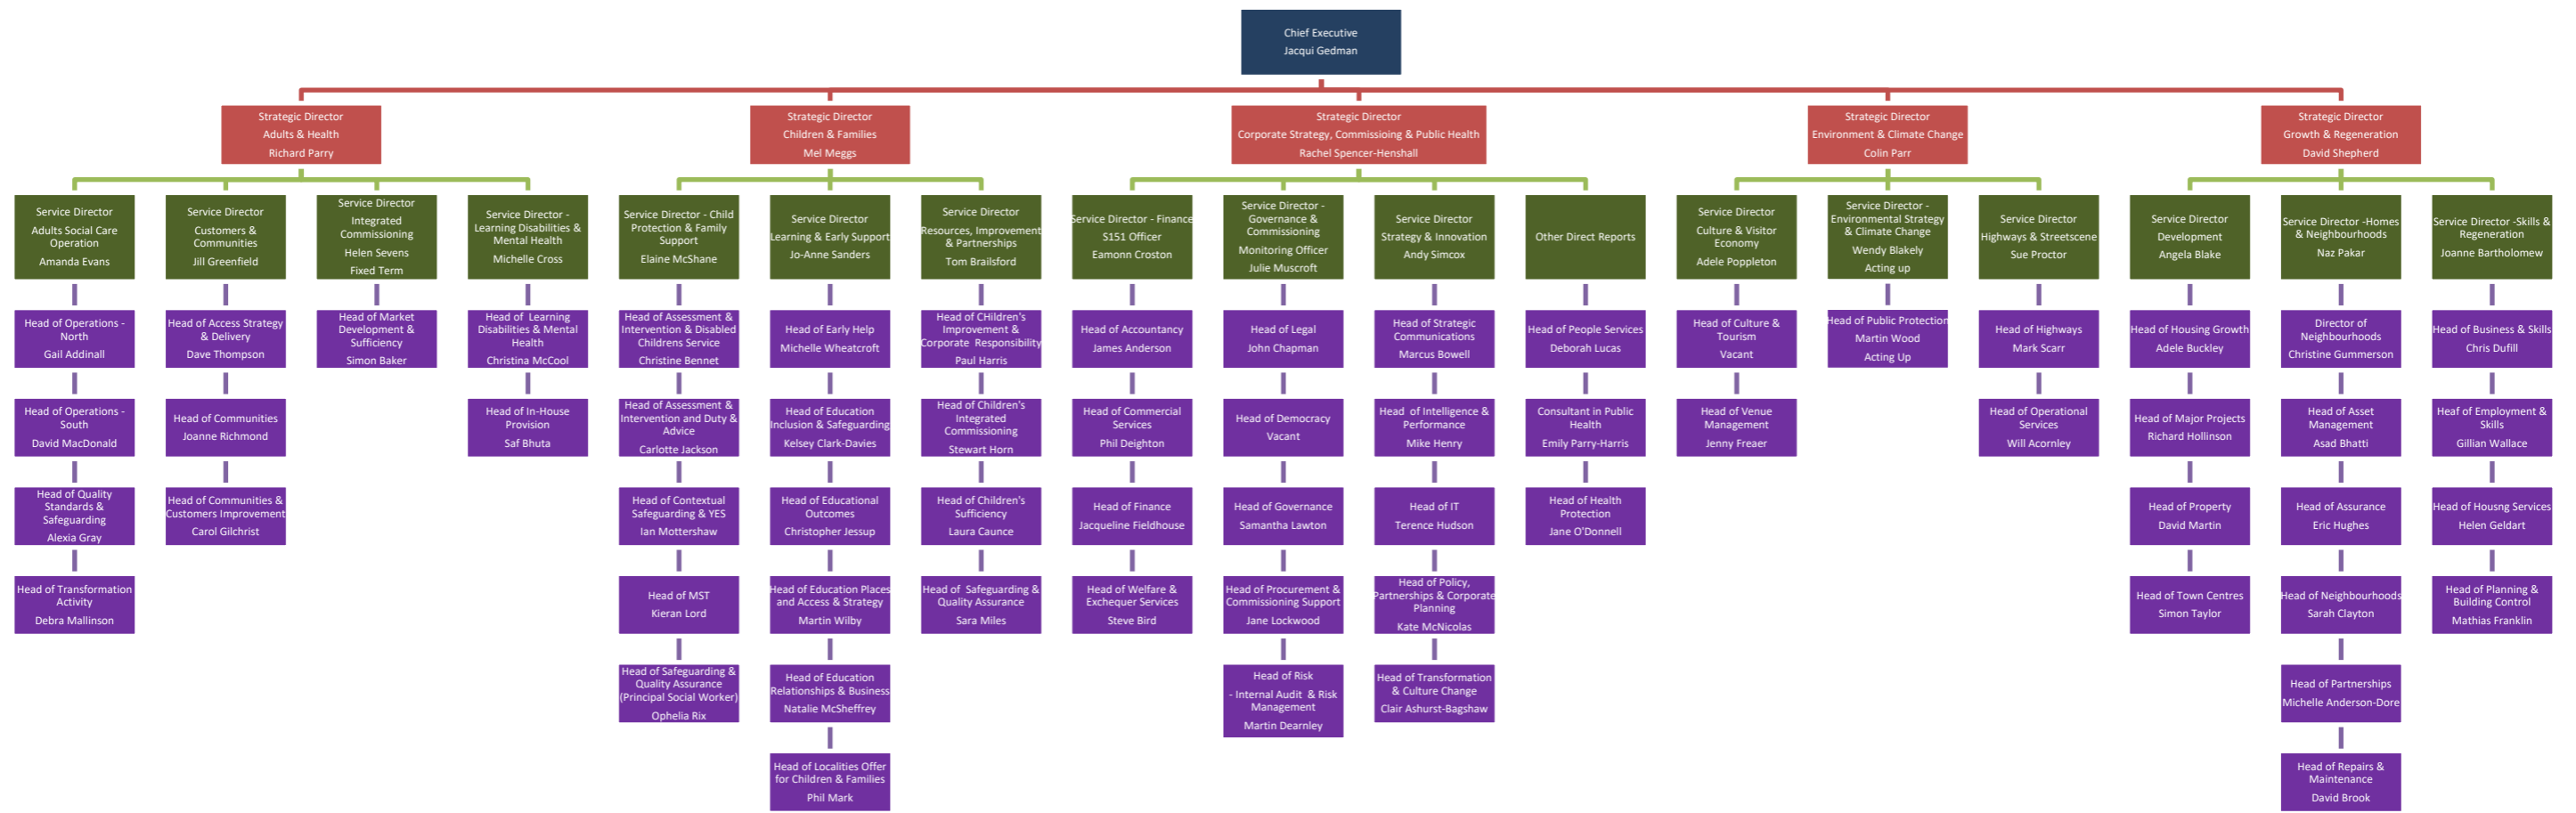 Chief Executive
Jacqui Gedman
Strategic Director
Adults & Health
Richard Parry
Strategic Director
Children & Families
Mel Meggs
Strategic Director
Corporate Strategy, Commissioing & Public Health
Rachel Spencer-Henshall
Strategic Director
Environment & Climate Change
Colin Parr
Strategic Director
Growth & Regeneration
David Shepherd
Service Director
Adults Social Care
Operation
Amanda Evans
Service Director
Customers &
Communities
Jill Greenfield
Service Director
Integrated
Commissioning
Helen Sevens
Fixed Term
Service Director -
Learning Disabilities &
Mental Health
Michelle Cross
Service Director - Child
Protection & Family
Support
Elaine McShane
Service Director
Learning & Early Support
Jo-Anne Sanders
Service Director
Resources, Improvement
& Partnerships
Tom Brailsford
Service Director - Finance
S151 Officer
Eamonn Croston
Service Director -
Governance &
Commissioning
Monitoring Officer
Julie Muscroft
Service Director
Strategy & Innovation
Andy Simcox
Other Direct Reports
Service Director
Culture & Visitor
Economy
Adele Poppleton
Service Director -
Environmental Strategy
& Climate Change
Wendy Blakely
Acting up
Service Director
Highways & Streetscene
Sue Proctor
Service Director
Development
Angela Blake
Service Director -Homes
& Neighbourhoods
Naz Pakar
Service Director -Skills &
Regeneration
Joanne Bartholomew
Head of Operations -
North
Gail Addinall
Head of Access Strategy
& Delivery
Dave Thompson
Head of Market
Development &
Sufficiency
Simon Baker
Head of  Learning
Disabilities & Mental
Health
Christina McCool
Head of Assessment &
Intervention & Disabled
Childrens Service
Christine Bennet
Head of Early Help
Michelle Wheatcroft
Head of CHildren's
Improvement &
Corporate  Responsibility
Paul Harris
Head of Accountancy
James Anderson
Head of Legal
John Chapman
Head of Strategic
Communications
Marcus Bowell
Head of People Services
Deborah Lucas
Head of Culture &
Tourism
Vacant
Head of Public Protection
Martin Wood
Acting Up
Head of Highways
Mark Scarr
Head of Housing Growth
Adele Buckley
Director of
Neighbourhoods
Christine Gummerson
Head of Business & Skills
Chris Dufill
Head of Operations -
South
David MacDonald
Head of Communities
Joanne Richmond
Head of In-House
Provision
Saf Bhuta
Head of Assessment &
Intervention and Duty &
Advice
Carlotte Jackson
Head of Education
Inclusion & Safeguarding
Kelsey Clark-Davies
Head of Children's
Integrated
Commissioning
Stewart Horn
Head of Commercial
Services
Phil Deighton
Head of Democracy
Vacant
Head  of Intelligence &
Performance
Mike Henry
Consultant in Public
Health
Emily Parry-Harris
Head of Venue
Management
Jenny Freaer
Head of Operational
Services
Will Acornley
Head of Major Projects
Richard Hollinson
Head of Asset
Management
Asad Bhatti
Heaf of Employment &
Skills
Gillian Wallace
Head of Quality
Standards &
Safeguarding
Alexia Gray
Head of Communities &
Customers Improvement
Carol Gilchrist
Head of Contextual
Safeguarding & YES
Ian Mottershaw
Head of Educational
Outcomes
Christopher Jessup
Head of Children's
Sufficiency
Laura Caunce
Head of Finance
Jacqueline Fieldhouse
Head of Governance
Samantha Lawton
Head of IT
Terence Hudson
Head of Health
Protection
Jane O'Donnell
Head of Property
David Martin
Head of Assurance
Eric Hughes
Head of Housng Services
Helen Geldart
Head of Transformation
Activity
Debra Mallinson
Head of MST
Kieran Lord
Head of Education Places
and Access & Strategy
Martin Wilby
Head of  Safeguarding &
Quality Assurance
Sara Miles
Head of Welfare &
Exchequer Services
Steve Bird
Head of Procurement &
Commissioning Support
Jane Lockwood
Head of Policy,
Partnerships & Corporate
Planning
Kate McNicolas
Head of Town Centres
Simon Taylor
Head of Neighbourhoods
Sarah Clayton
Head of Planning &
Building Control
Mathias Franklin
Head of Safeguarding &
Quality Assurance
(Principal Social Worker)
Ophelia Rix
Head of Education
Relationships & Business
Natalie McSheffrey
Head of Risk
- Internal Audit  & Risk
Management
Martin Dearnley
Head of Transformation
& Culture Change
Clair Ashurst-Bagshaw
Head of Partnerships
Michelle Anderson-Dore
Head of Localities Offer
for Children & Families
Phil Mark
Head of Repairs &
Maintenance
David Brook